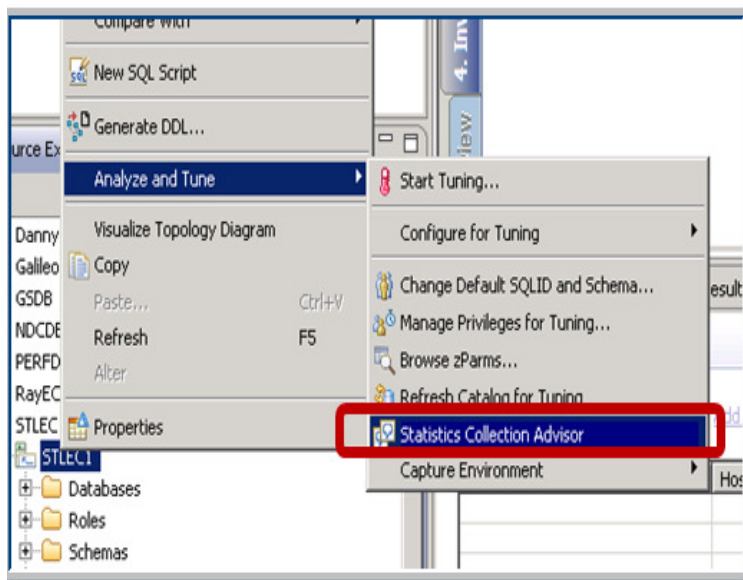 Compare With
New SQL Script
Generate DDL...
Analyze and Tune
Visualize Topology Diagram
Copy
Paste... Ctrl+V
Refresh F5
Alter
Properties
Start Tuning...
Configure for Tuning
Change Default SQLID and Schema...
Manage Privileges for Tuning...
Browse zParms...
Refresh Catalog for Tuning
Statistics Collection Advisor
Capture Environment
urce Ex
Danny
Galileo
GSDB
NDCDE
PERFD
RayEC
STLEC
STLEC1
Databases
Roles
Schemas
4. Inv
iew
esult
dd
Hos